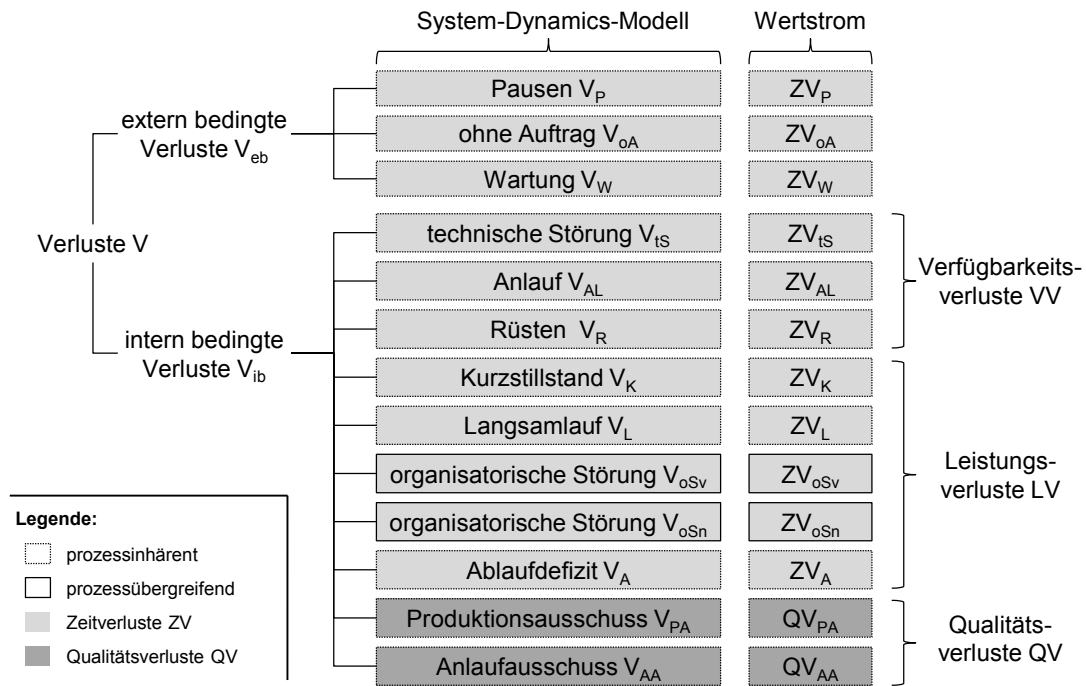 System-Dynamics-Modell Wertstrom
Pausen V_P ZV_P
extern bedingte
Verluste V_eb
ohne Auftrag V_oA ZV_oA
Wartung V_W ZV_W
Verluste V
technische Störung V_tS ZV_tS
Anlauf V_AL ZV_AL
Rüsten V_R ZV_R
Verfügbarkeits-
verluste VV
intern bedingte
Verluste V_ib
Kurzstillstand V_K ZV_K
Langsamlauf V_L ZV_L
organisatorische Störung V_oSv ZV_oSv
organisatorische Störung V_oSn ZV_oSn
Ablaufdefizit V_A ZV_A
Leistungs-
verluste LV
Produktionsausschuss V_PA QV_PA
Anlaufausschuss V_AA QV_AA
Qualitäts-
verluste QV
Legende:
prozessinhärent
prozessübergreifend
Zeitverluste ZV
Qualitätsverluste QV